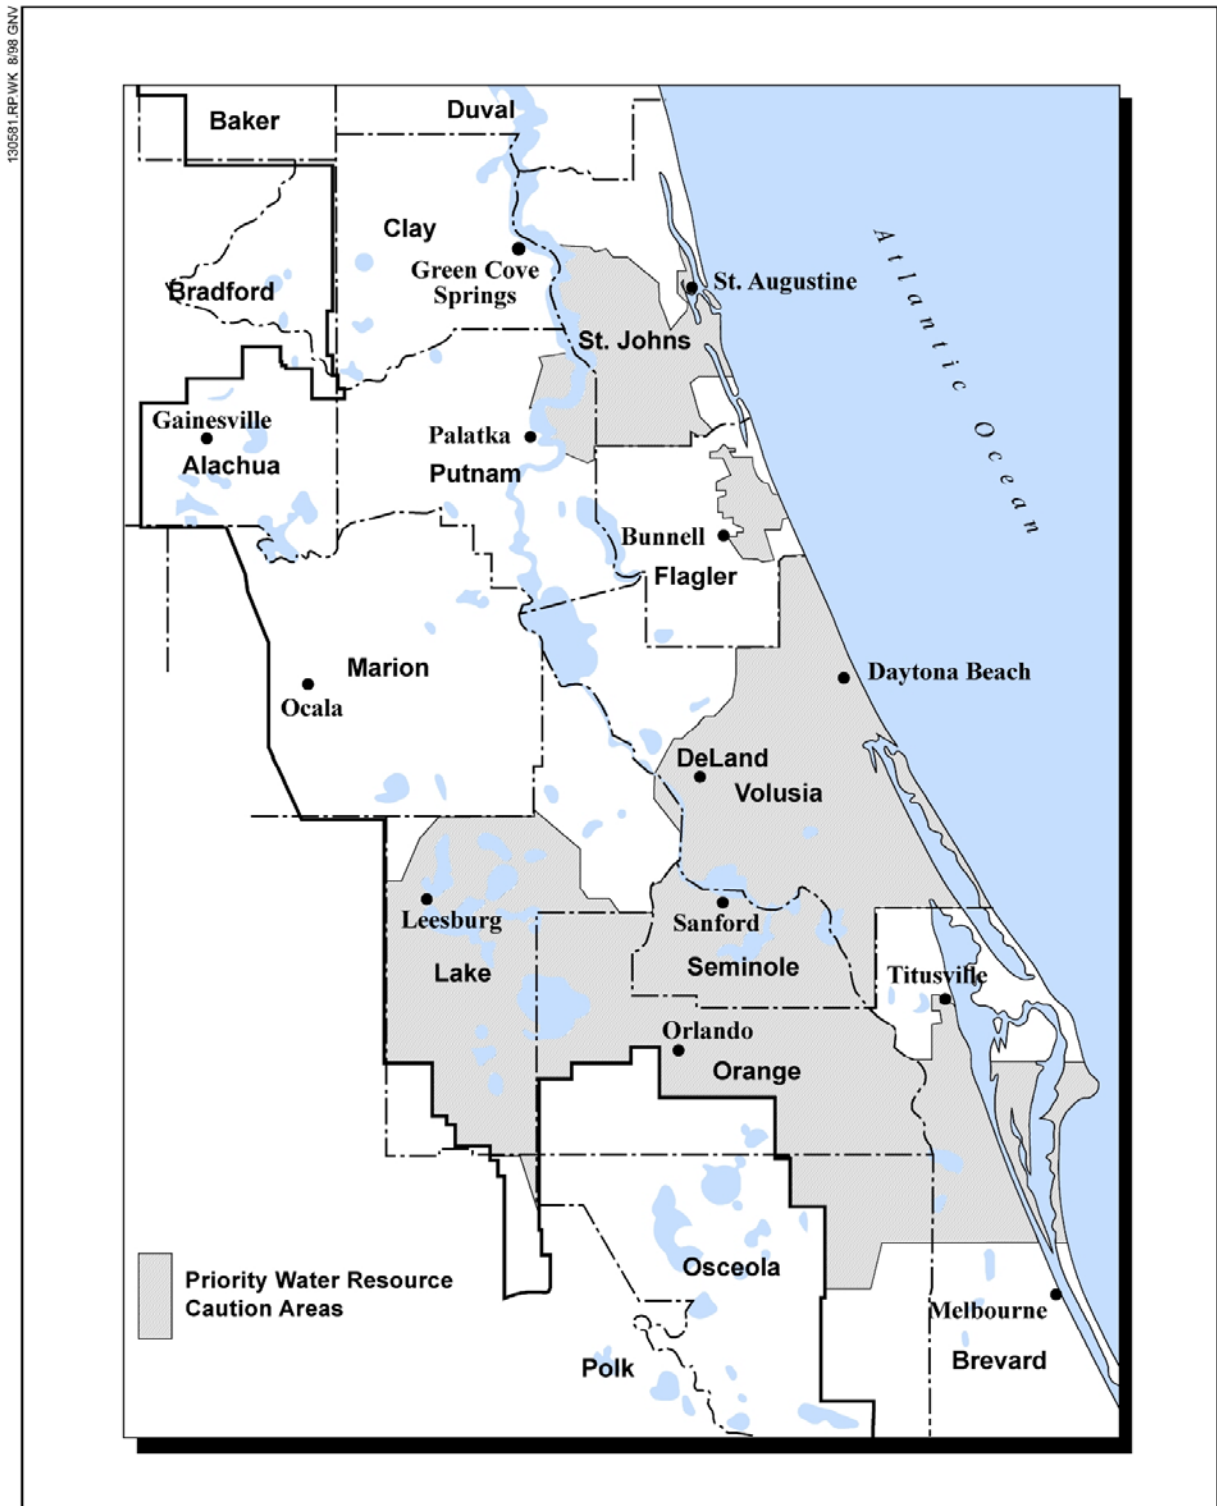 130581.RP.WK 8/98 GNV
Baker
Duval
Clay
Green Cove
Springs
Bradford
St. Augustine
St. Johns
Atlantic Ocean
Gainesville
Alachua
Palatka
Putnam
Bunnell
Flagler
Marion
Ocala
Daytona Beach
DeLand
Volusia
Leesburg
Sanford
Lake
Seminole
Titusville
Orlando
Orange
Osceola
Priority Water Resource
Caution Areas
Melbourne
Brevard
Polk